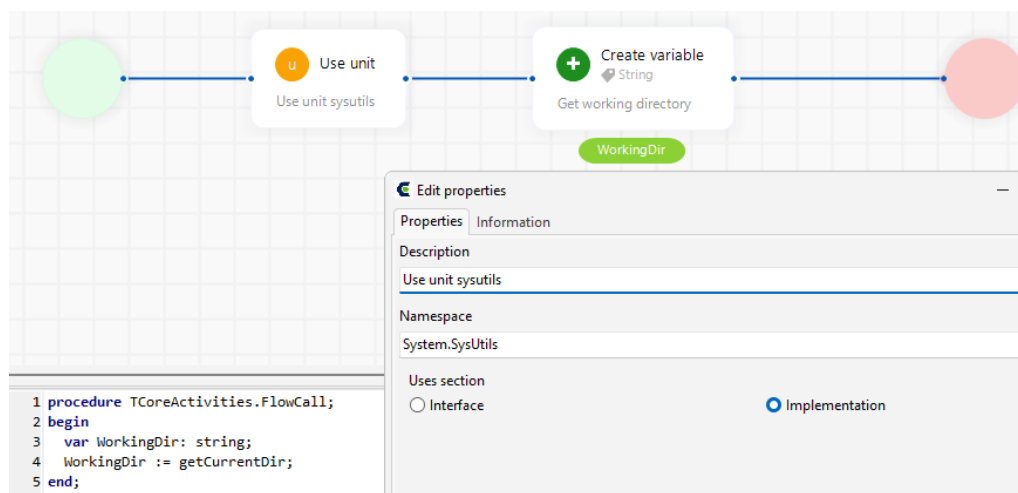 u Use unit
Use unit sysutils
Create variable
String
Get working directory
WorkingDir
Edit properties
Properties Information
Description
Use unit sysutils
Namespace
System.SysUtils
Uses section
Interface Implementation
1 procedure TCoreActivities.FlowCall;
2 begin
3 var WorkingDir: string;
4 WorkingDir := getCurrentDir;
5 end;